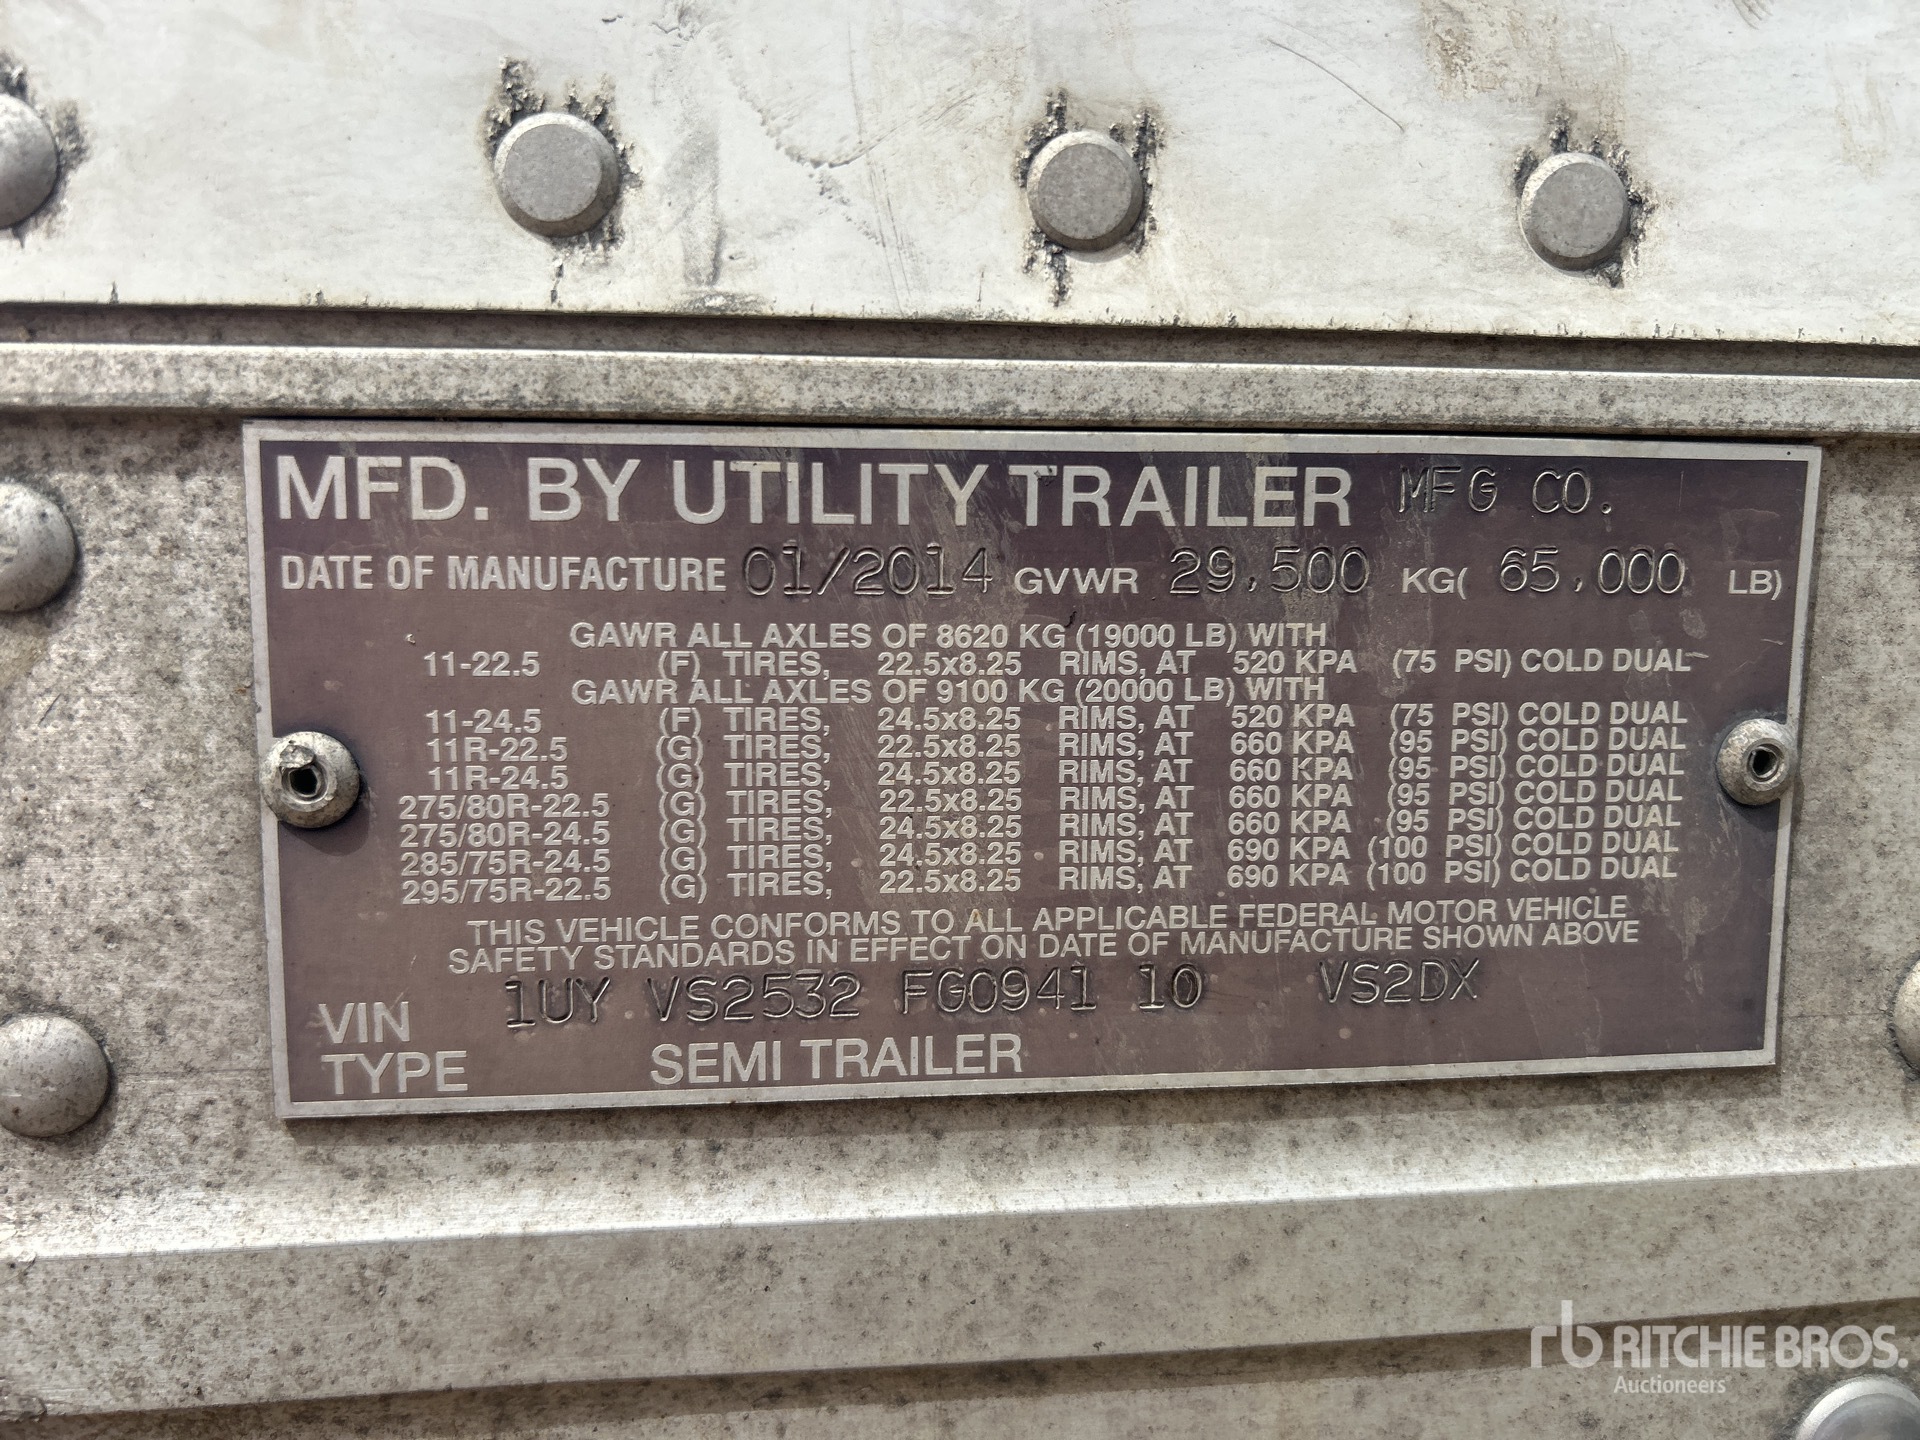 MFD. BY UTILITY TRAILER MFG CO.
DATE OF MANUFACTURE 01/2014 GVWR 29,500 KG( 65,000 LB)
GAWR ALL AXLES OF 8620 KG (19000 LB) WITH
11-22.5 (F) TIRES, 22.5x8.25 RIMS, AT 520 KPA (75 PSI) COLD DUAL
GAWR ALL AXLES OF 9100 KG (20000 LB) WITH
11-24.5 (F) TIRES, 24.5x8.25 RIMS, AT 520 KPA (75 PSI) COLD DUAL
11R-22.5 (G) TIRES, 22.5x8.25 RIMS, AT 660 KPA (95 PSI) COLD DUAL
11R-24.5 (G) TIRES, 24.5x8.25 RIMS, AT 660 KPA (95 PSI) COLD DUAL
275/80R-22.5 (G) TIRES, 22.5x8.25 RIMS, AT 660 KPA (95 PSI) COLD DUAL
275/80R-24.5 (G) TIRES, 24.5x8.25 RIMS, AT 660 KPA (95 PSI) COLD DUAL
285/75R-24.5 (G) TIRES, 24.5x8.25 RIMS, AT 690 KPA (100 PSI) COLD DUAL
295/75R-22.5 (G) TIRES, 22.5x8.25 RIMS, AT 690 KPA (100 PSI) COLD DUAL
THIS VEHICLE CONFORMS TO ALL APPLICABLE FEDERAL MOTOR VEHICLE
SAFETY STANDARDS IN EFFECT ON DATE OF MANUFACTURE SHOWN ABOVE
VIN 1UY VS2532 FG0941 10 VS2DX
TYPE SEMI TRAILER
rb RITCHIE BROS.
Auctioneers